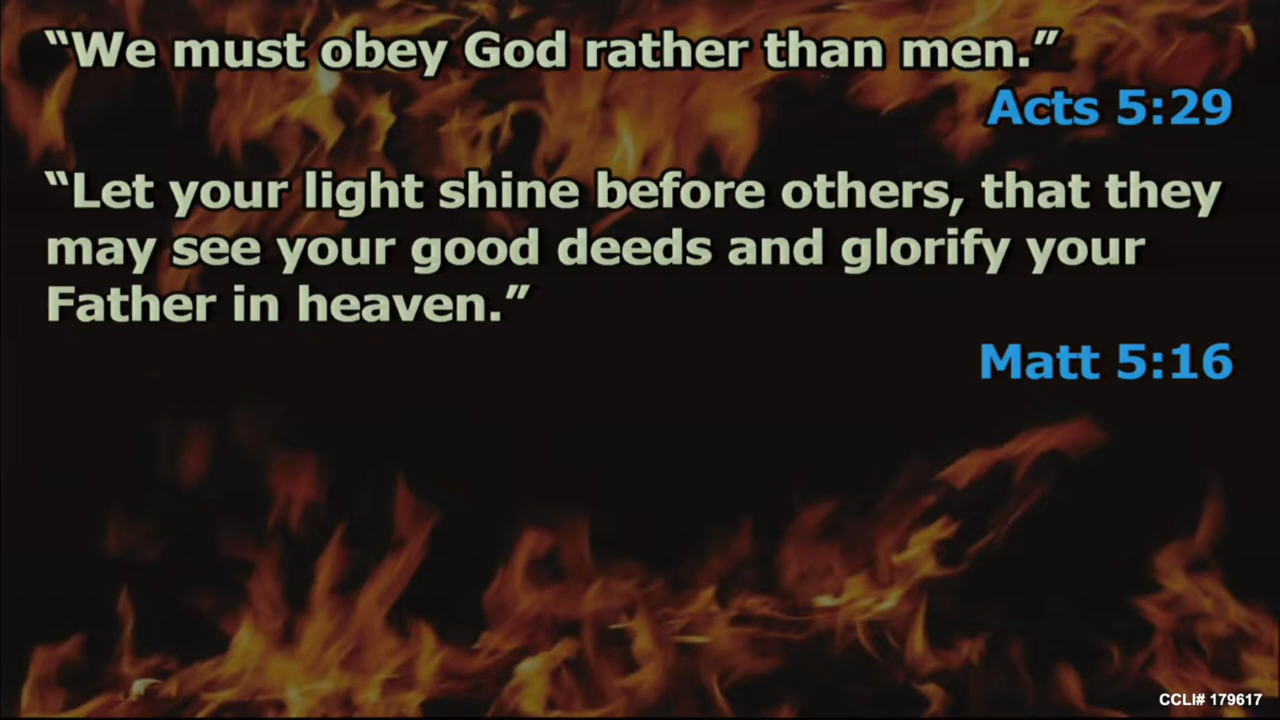 “We must obey God rather than men.”
Acts 5:29
“Let your light shine before others, that they
may see your good deeds and glorify your
Father in heaven.”
Matt 5:16
CCLI# 179617